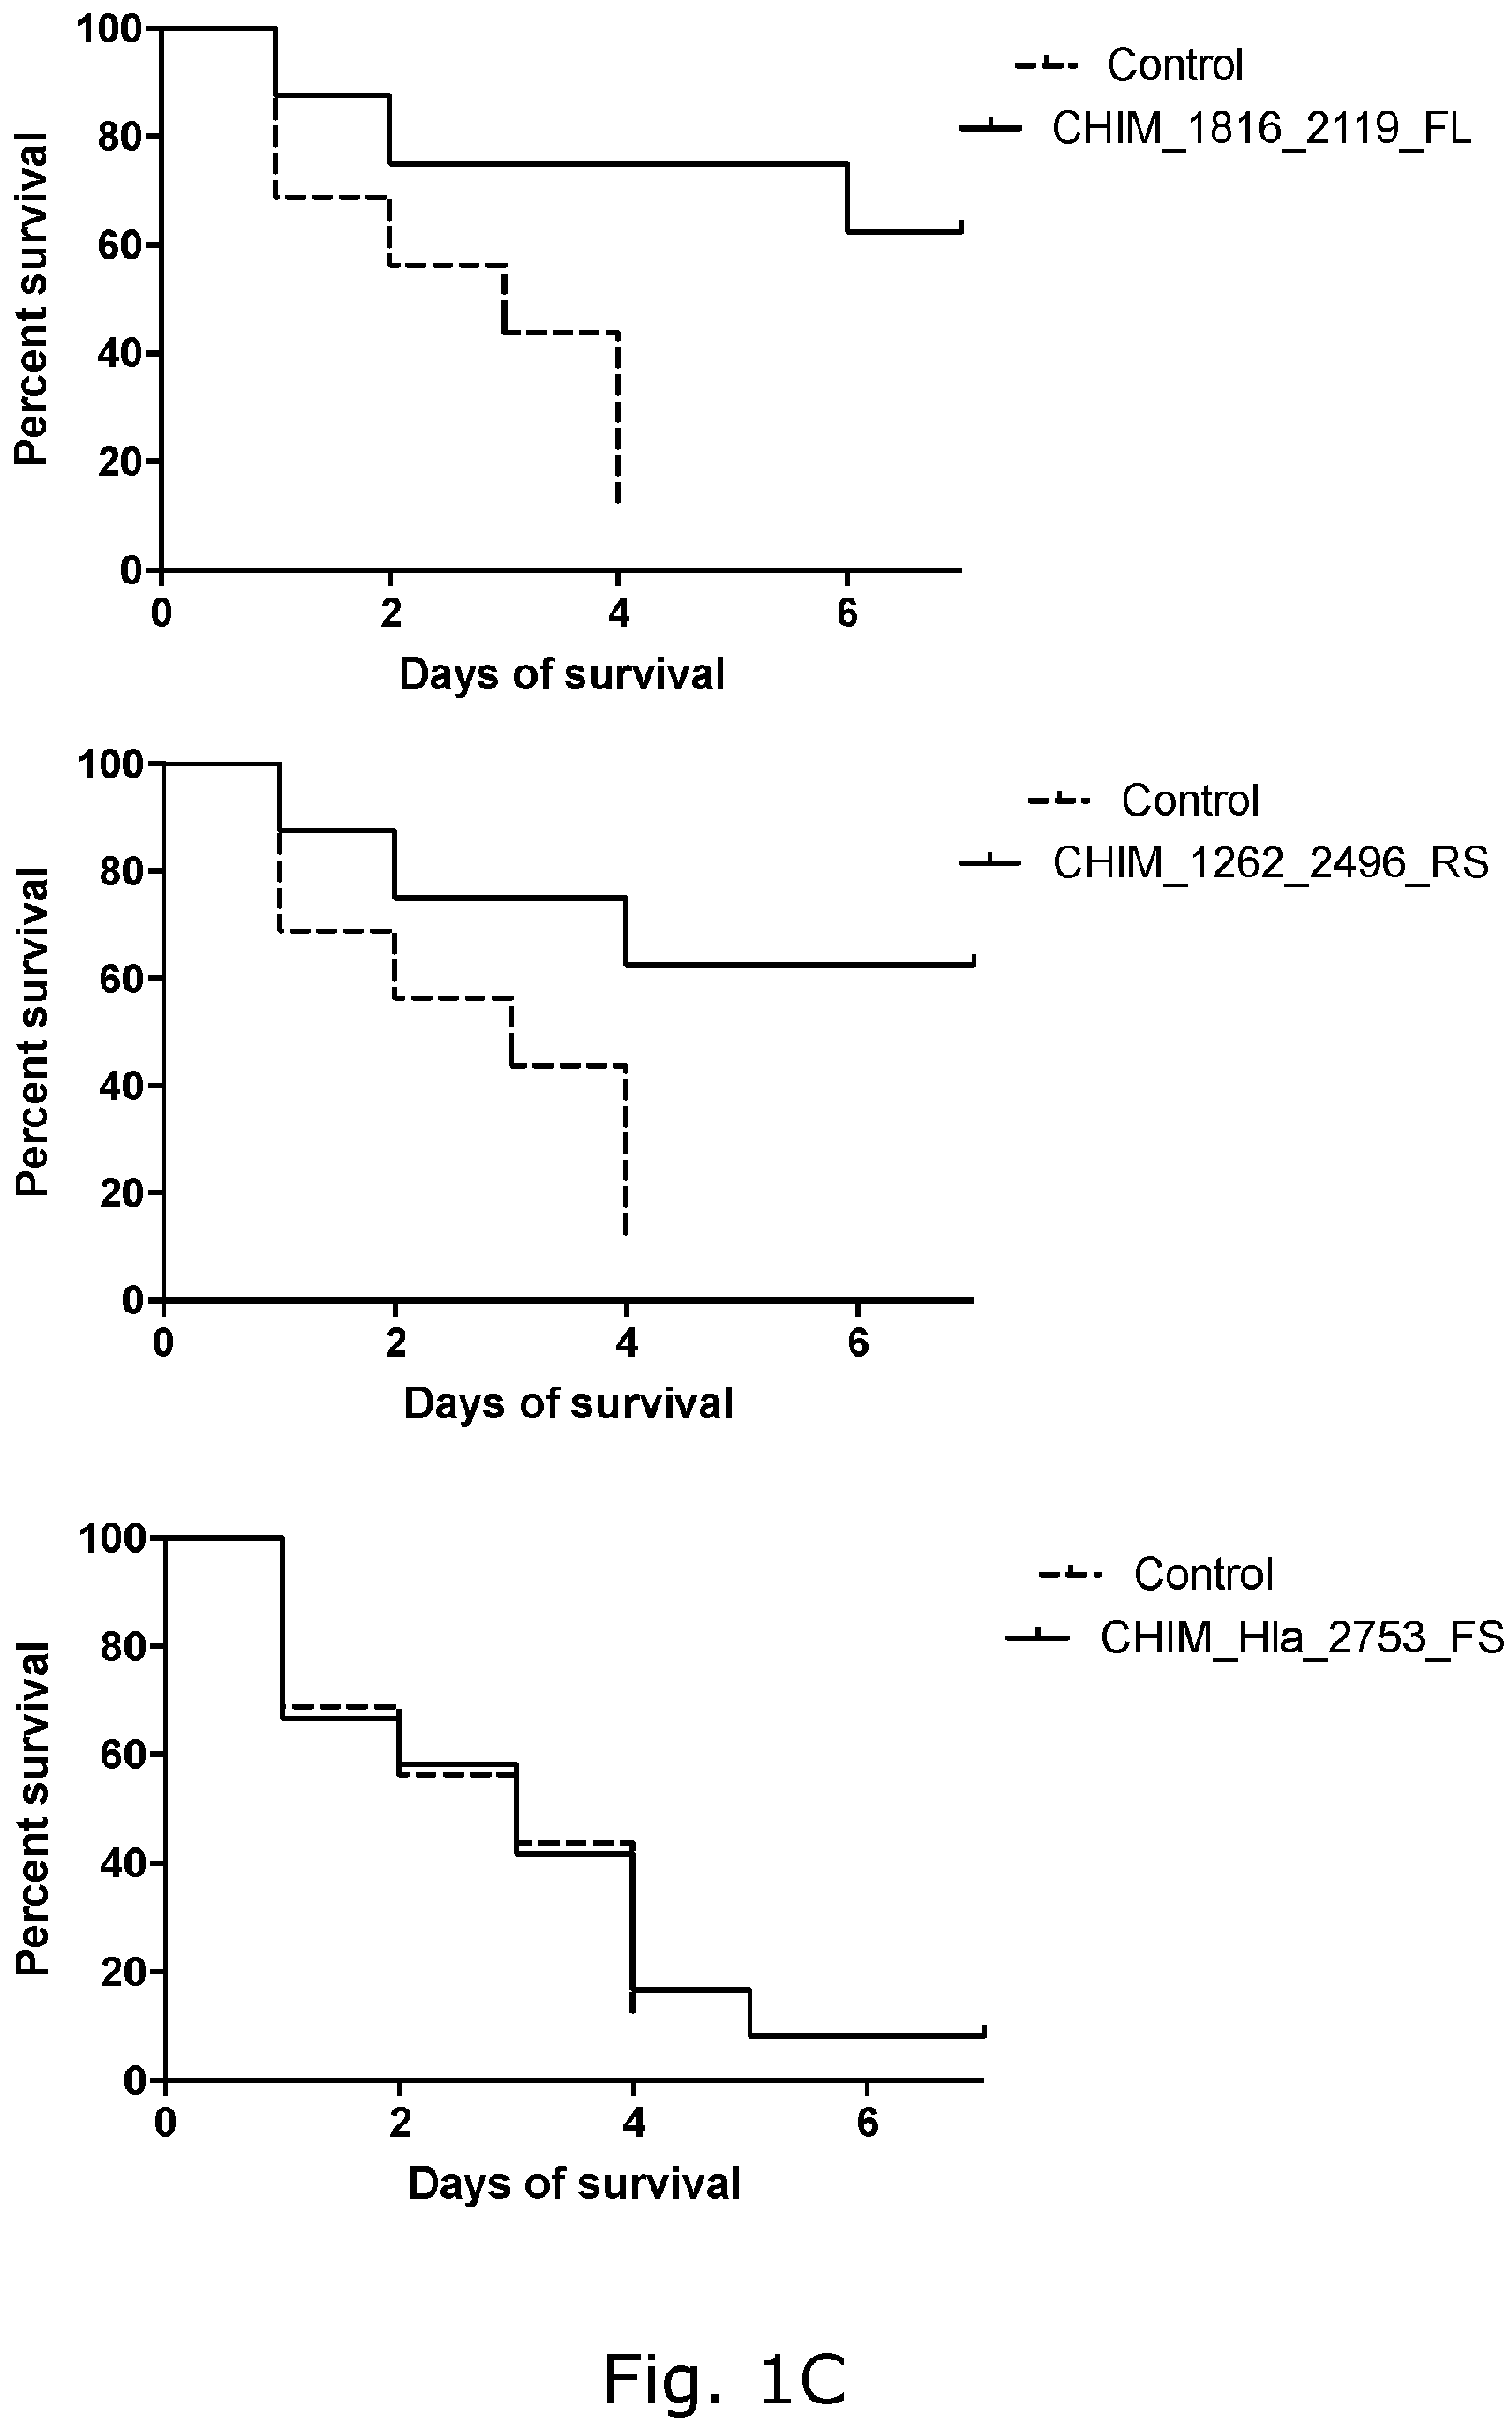 100
80
60
40
20
0
Percent survival
0 2 4 6
Days of survival
Control
CHIM_1816_2119_FL
100
80
60
40
20
0
Percent survival
0 2 4 6
Days of survival
Control
CHIM_1262_2496_RS
100
80
60
40
20
0
Percent survival
0 2 4 6
Days of survival
Control
CHIM_Hla_2753_FS
Fig. 1C